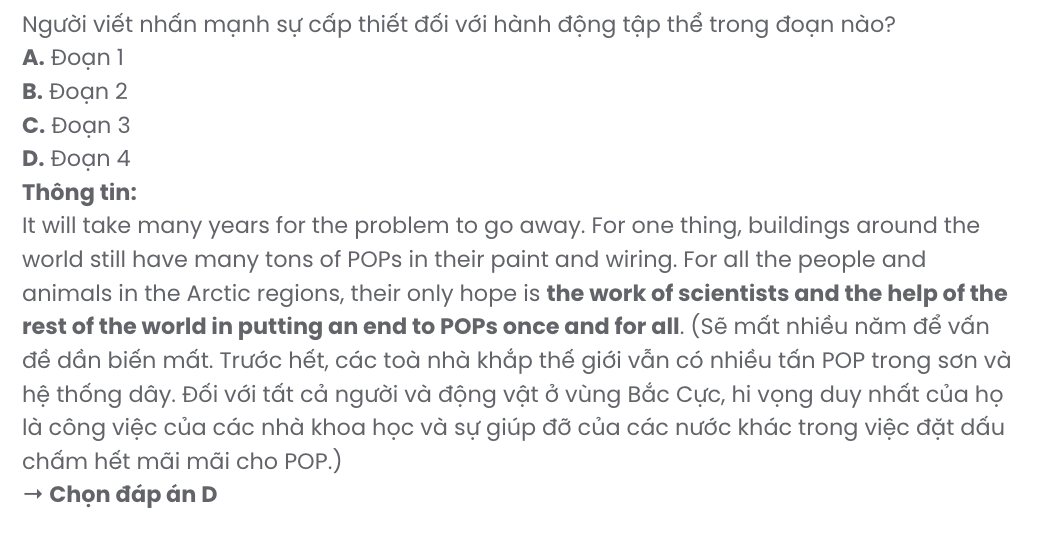 Người viết nhấn mạnh sự cấp thiết đối với hành động tập thể trong đoạn nào?
A. Đoạn 1
B. Đoạn 2
C. Đoạn 3
D. Đoạn 4
Thông tin:
It will take many years for the problem to go away. For one thing, buildings around the
world still have many tons of POPs in their paint and wiring. For all the people and
animals in the Arctic regions, their only hope is the work of scientists and the help of the
rest of the world in putting an end to POPs once and for all. (Sẽ mất nhiều năm để vấn
đề dần biến mất. Trước hết, các toà nhà khắp thế giới vẫn có nhiều tấn POP trong sơn và
hệ thống dây. Đối với tất cả người và động vật ở vùng Bắc Cực, hi vọng duy nhất của họ
là công việc của các nhà khoa học và sự giúp đỡ của các nước khác trong việc đặt dấu
chấm hết mãi mãi cho POP.)
→ Chọn đáp án D